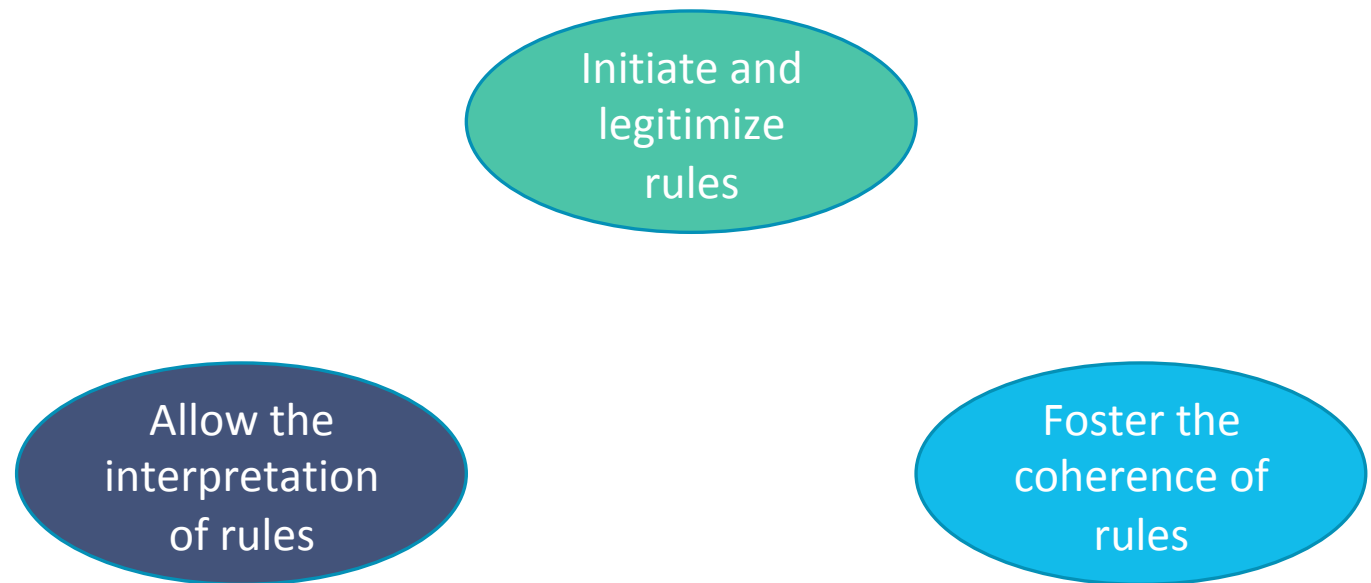 Initiate and
legitimize
rules
Allow the
interpretation
of rules
Foster the
coherence of
rules